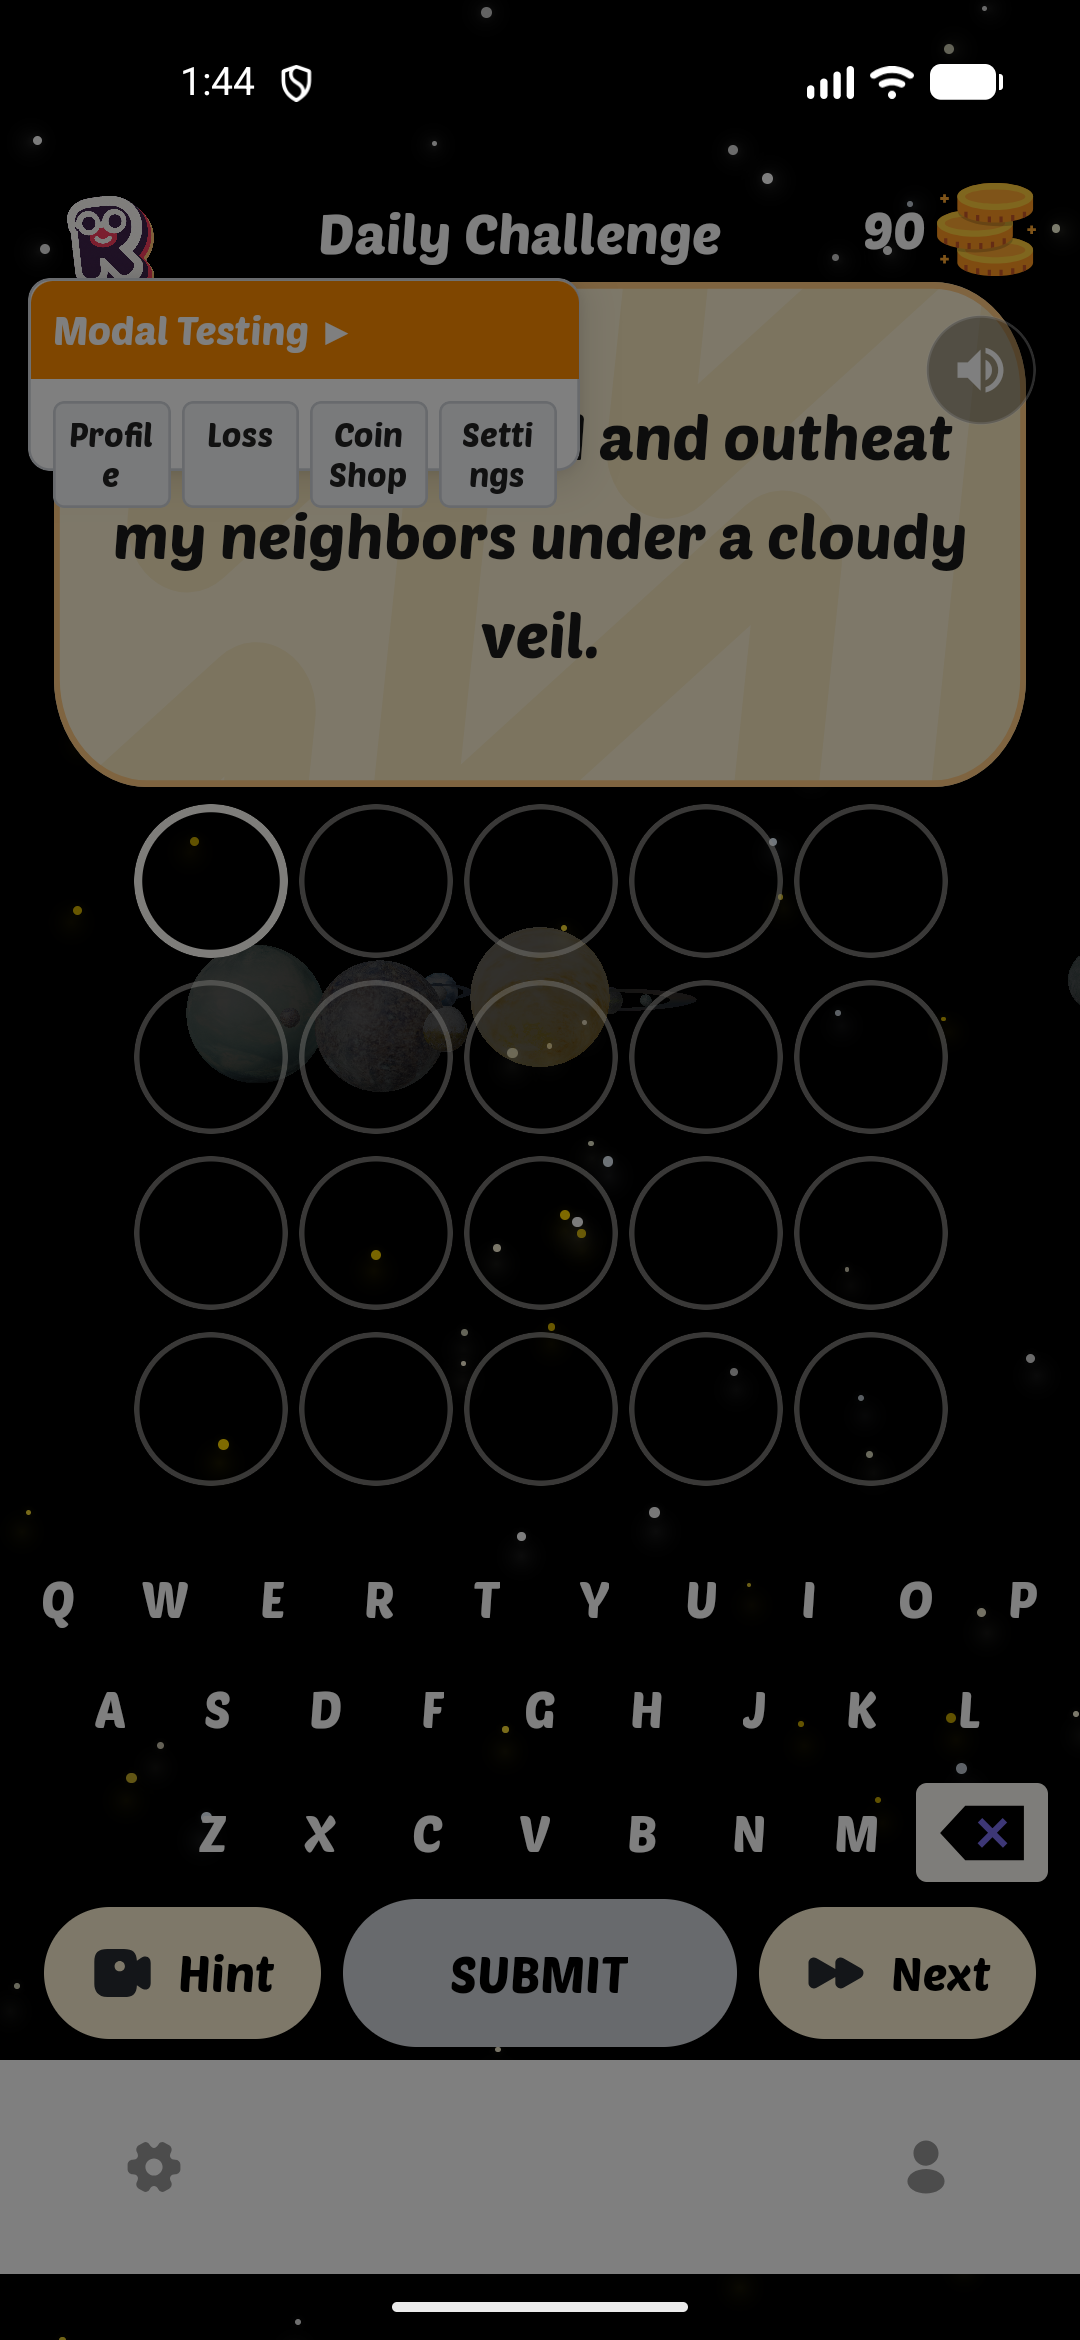 1:44
Daily Challenge
90
Modal Testing ►
Profil
e
Loss
Coin
Shop
Setti
ngs
and outheat
my neighbors under a cloudy
veil.
Q W E R T Y U I O P
A S D F G H J K L
Z X C V B N M
Hint
SUBMIT
Next